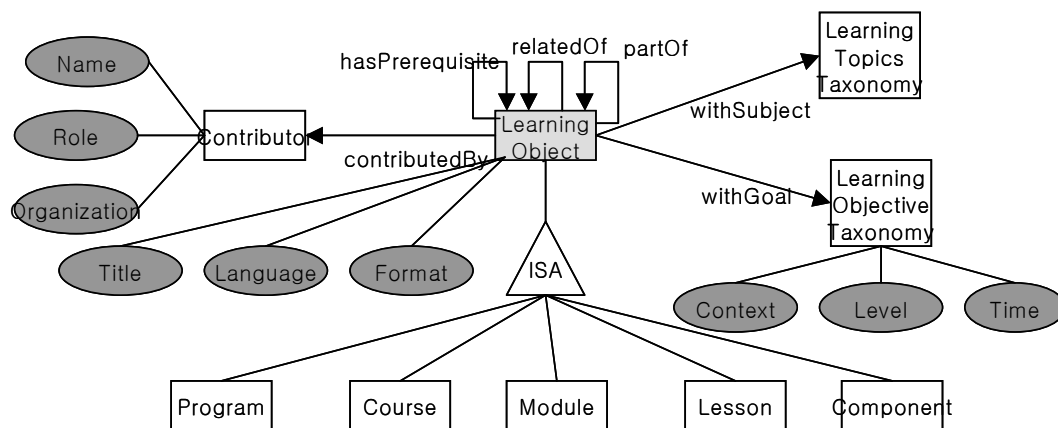 Learning
Topics
Taxonomy
relatedOf
partOf
hasPrerequisite
Name
withSubject
Role
Contributor
Learning
Object
contributedBy
Learning
Objective
Taxonomy
withGoal
Organization
Title
Language
Format
ISA
Context
Level
Time
Program
Course
Module
Lesson
Component